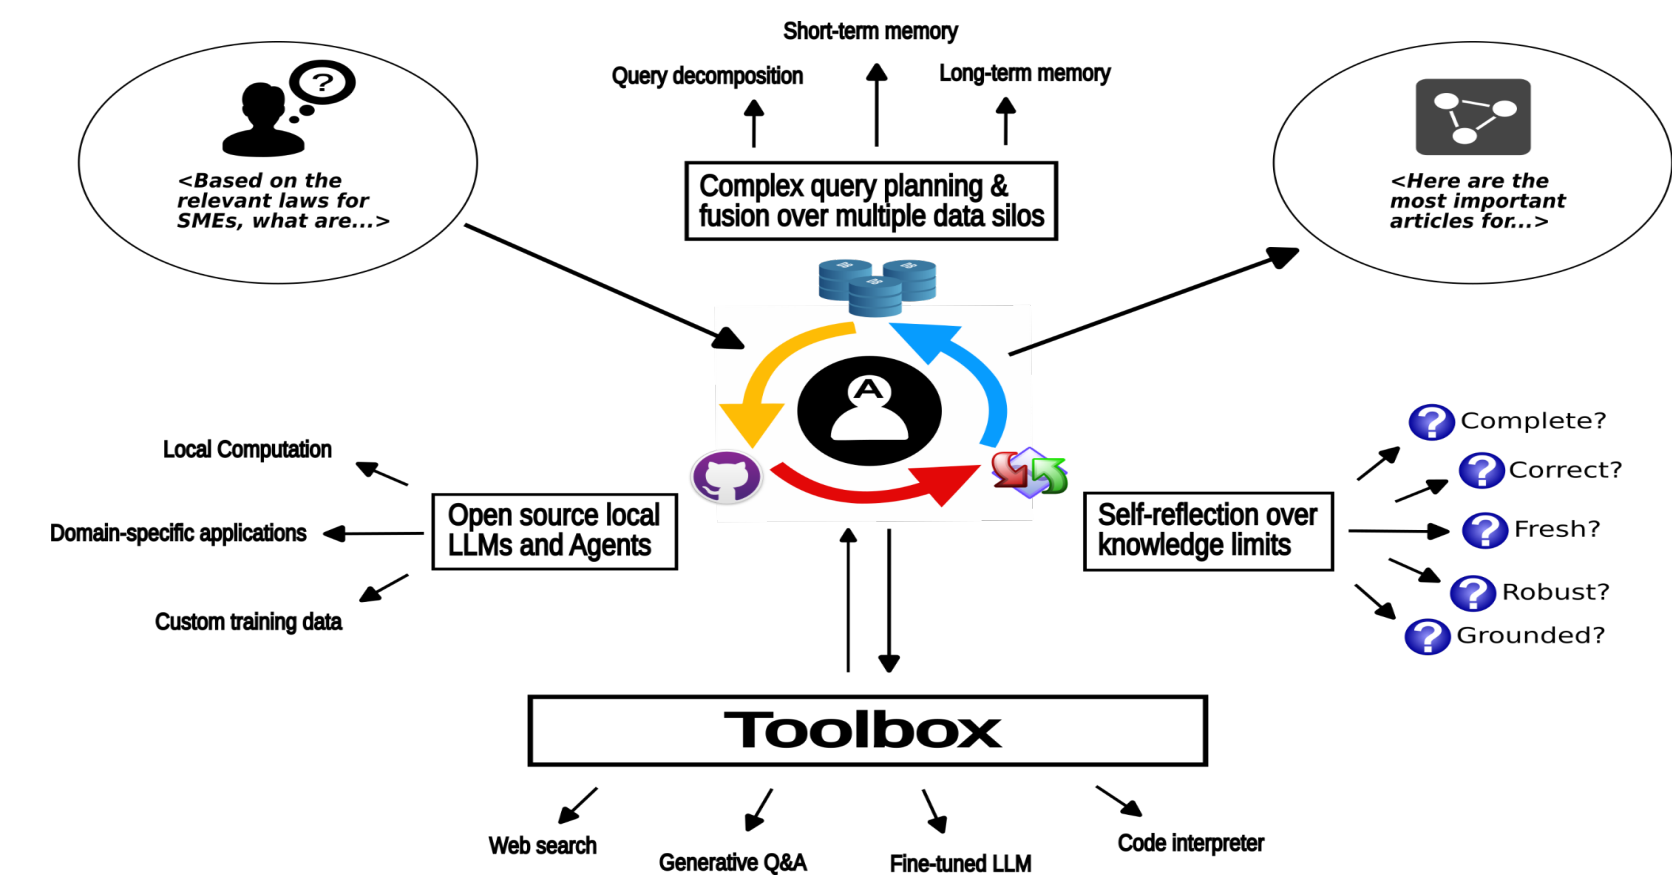 Short-term memory
Query decomposition
Long-term memory
?
<Based on the
relevant laws for
SMEs, what are...>
Complex query planning &
fusion over multiple data silos
<Here are the
most important
articles for...>
A
Local Computation
Domain-specific applications
Custom training data
Open source local
LLMs and Agents
Self-reflection over
knowledge limits
? Complete?
? Correct?
? Fresh?
? Robust?
? Grounded?
Toolbox
Web search
Generative Q&A
Fine-tuned LLM
Code interpreter